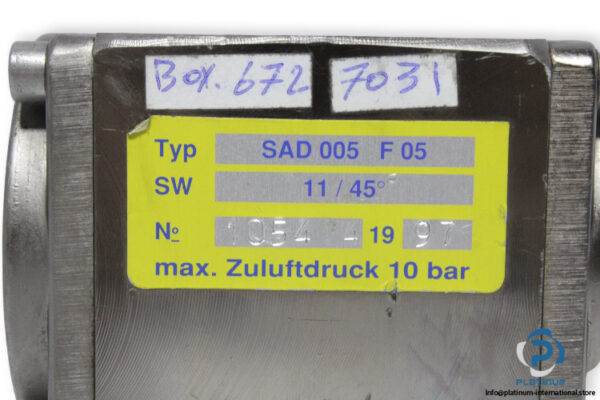 Box. 672 7031
Typ SAD 005 F 05
SW 11 / 45°
№ 1054 - 19 97
max. Zuluftdruck 10 bar
PLATINUM
info@platinum-international.store